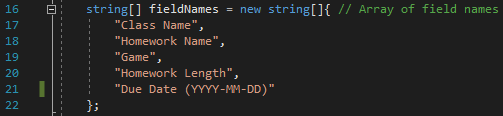 16 string[] fieldNames = new string[]{ // Array of field names
17 "Class Name",
18 "Homework Name",
19 "Game",
20 "Homework Length",
21 "Due Date (YYYY-MM-DD)"
22 };